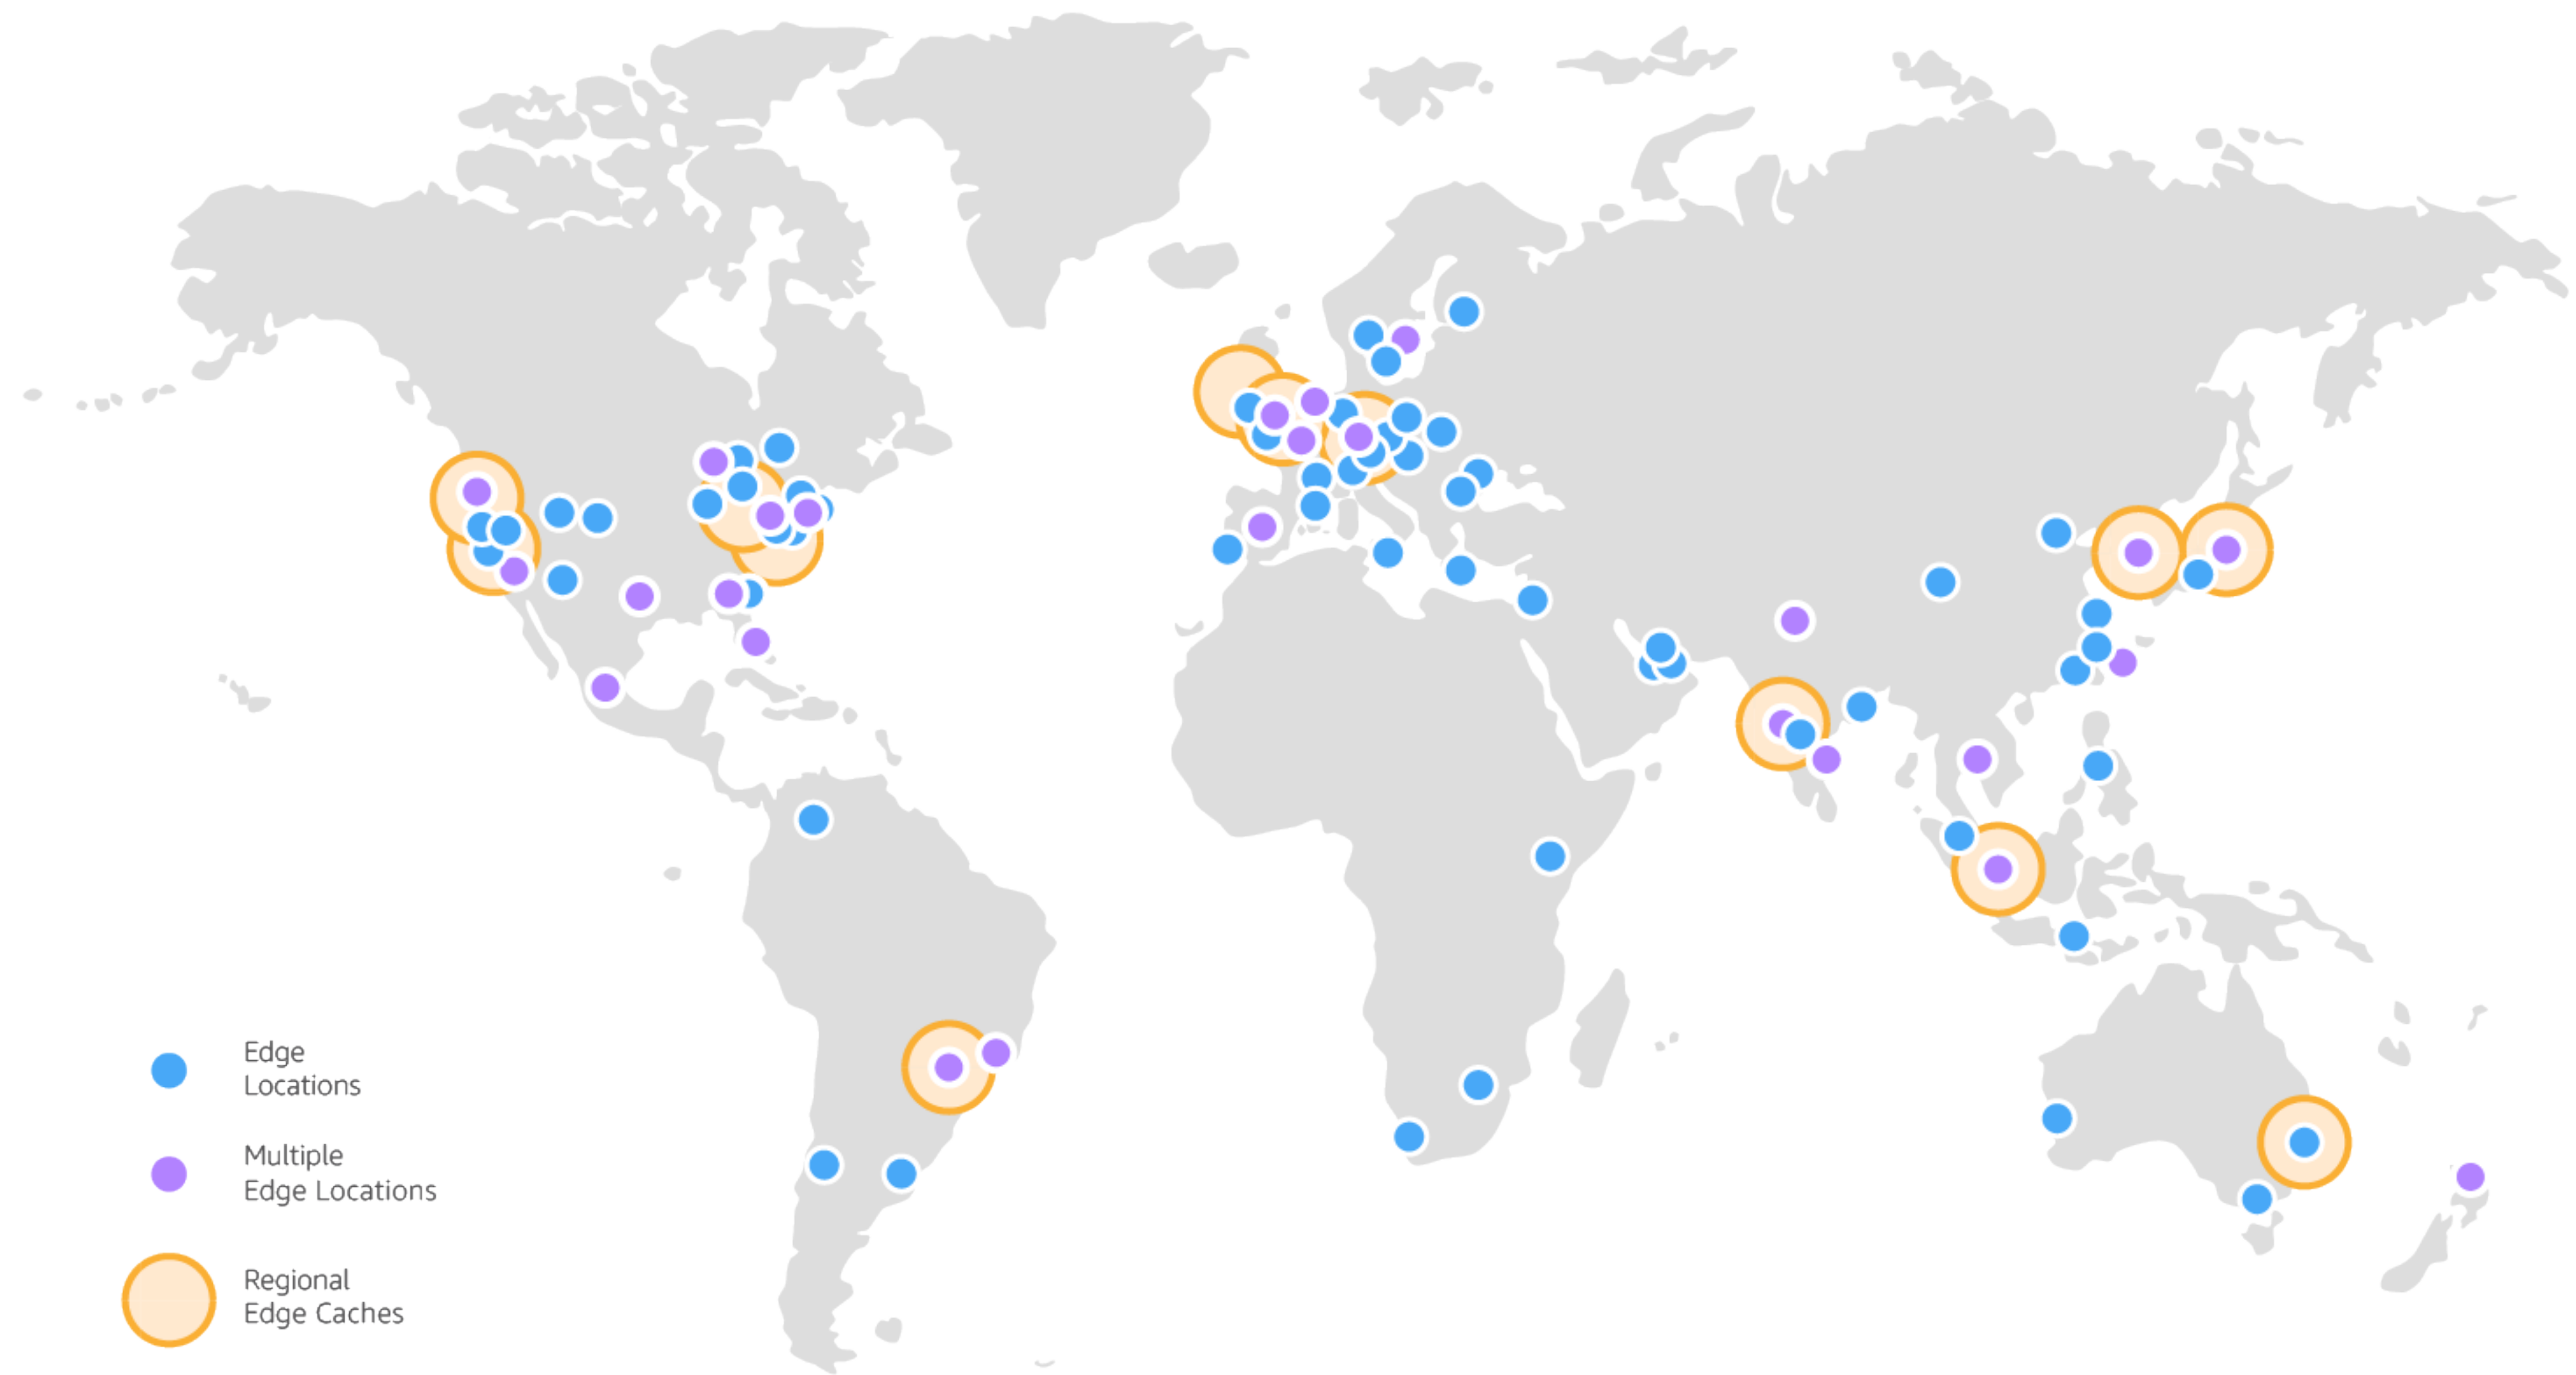 Edge
Locations
Multiple
Edge Locations
Regional
Edge Caches